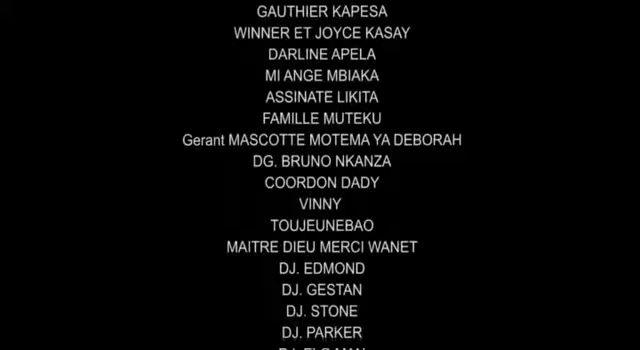 GAUTHIER KAPESA
WINNER ET JOYCE KASAY
DARLINE APELA
MI ANGE MBIAKA
ASSINATE LIKITA
FAMILLE MUTEKU
Gerant MASCOTTE MOTEMA YA DEBORAH
DG. BRUNO NKANZA
COORDON DADY
VINNY
TOUJEUNEBAO
MAITRE DIEU MERCI WANET
DJ. EDMOND
DJ. GESTAN
DJ. STONE
DJ. PARKER